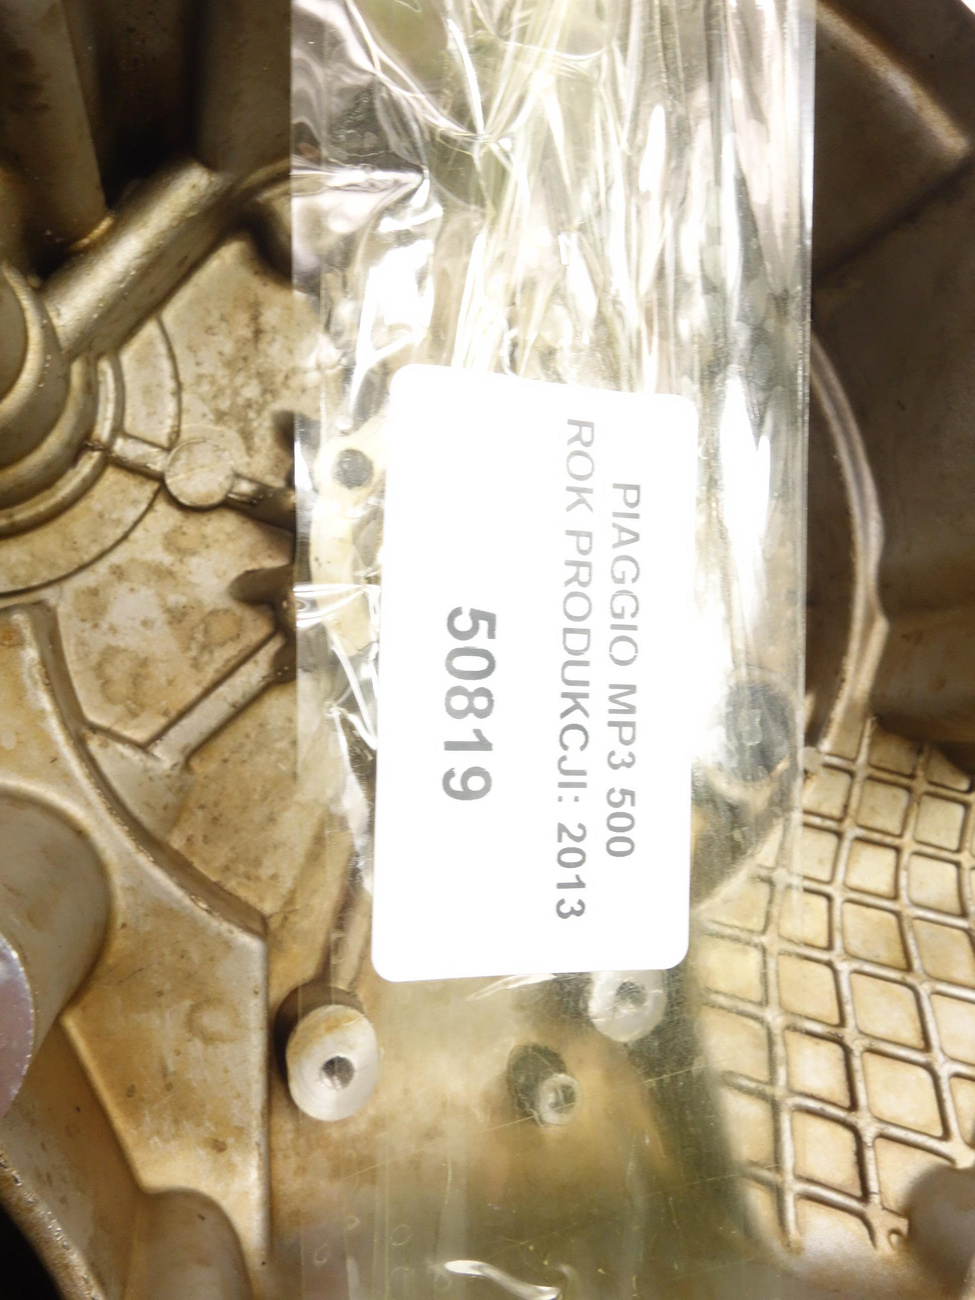 PIAGGIO MP3 500
ROK PRODUKCJI: 2013
50819